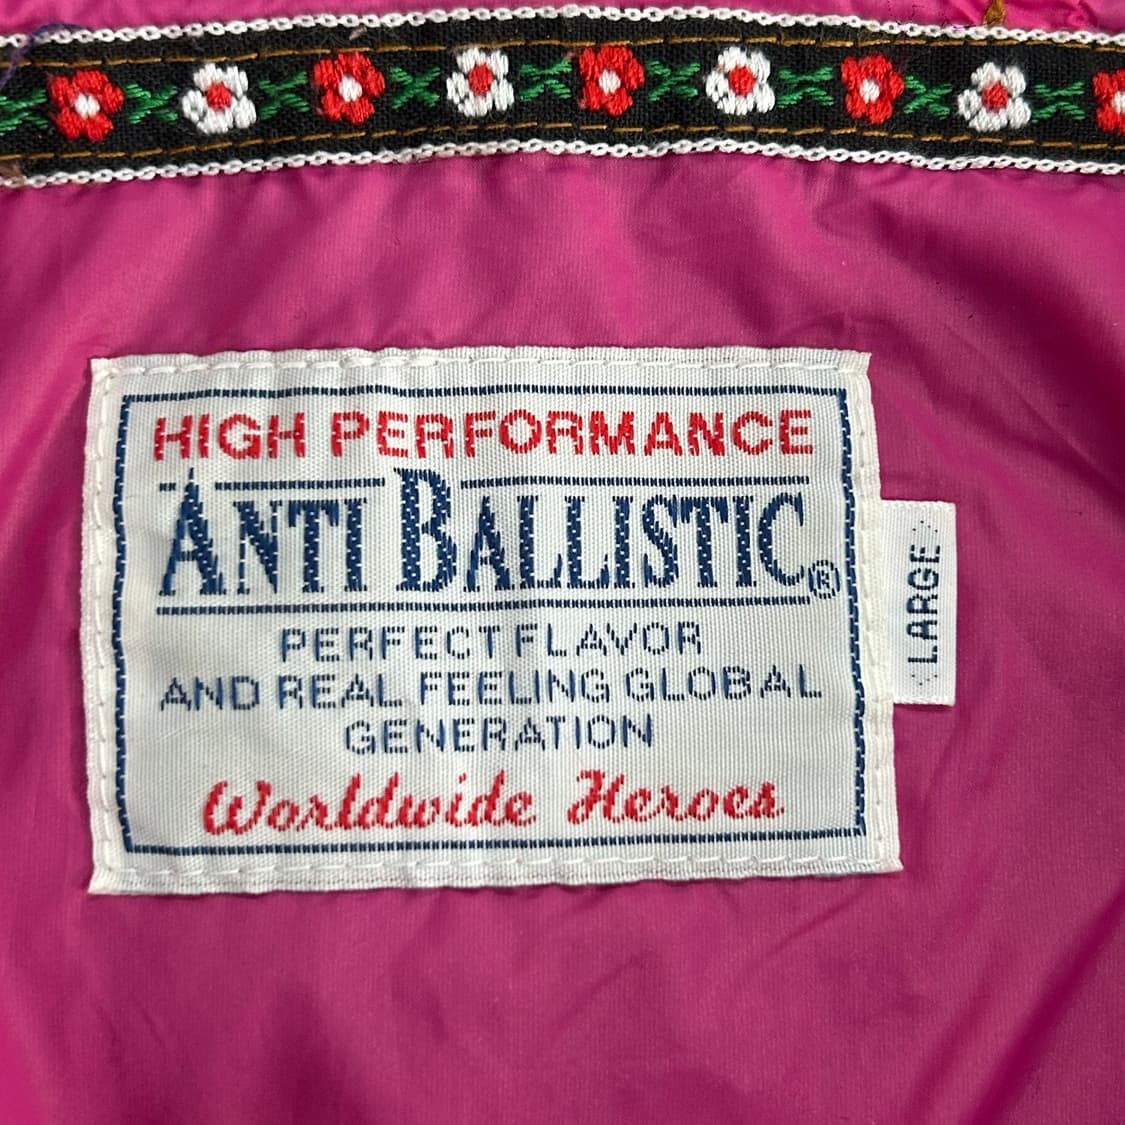 HIGH PERFORMANCE
ANTI BALLISTIC®
PERFECT FLAVOR
AND REAL FEELING GLOBAL
GENERATION
Worldwide Heroes
LARGE